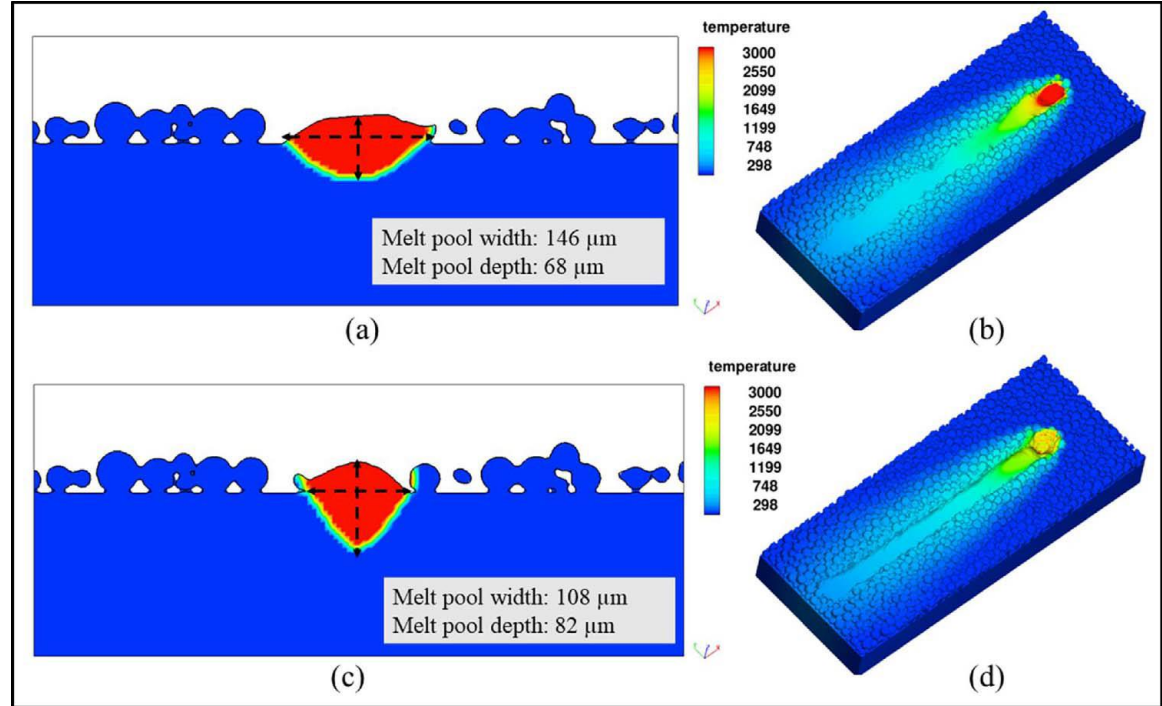 temperature
3000
2550
2099
1649
1199
748
298
Melt pool width: 146 μm
Melt pool depth: 68 μm
(a)
(b)
temperature
3000
2550
2099
1649
1199
748
298
Melt pool width: 108 μm
Melt pool depth: 82 μm
(c)
(d)